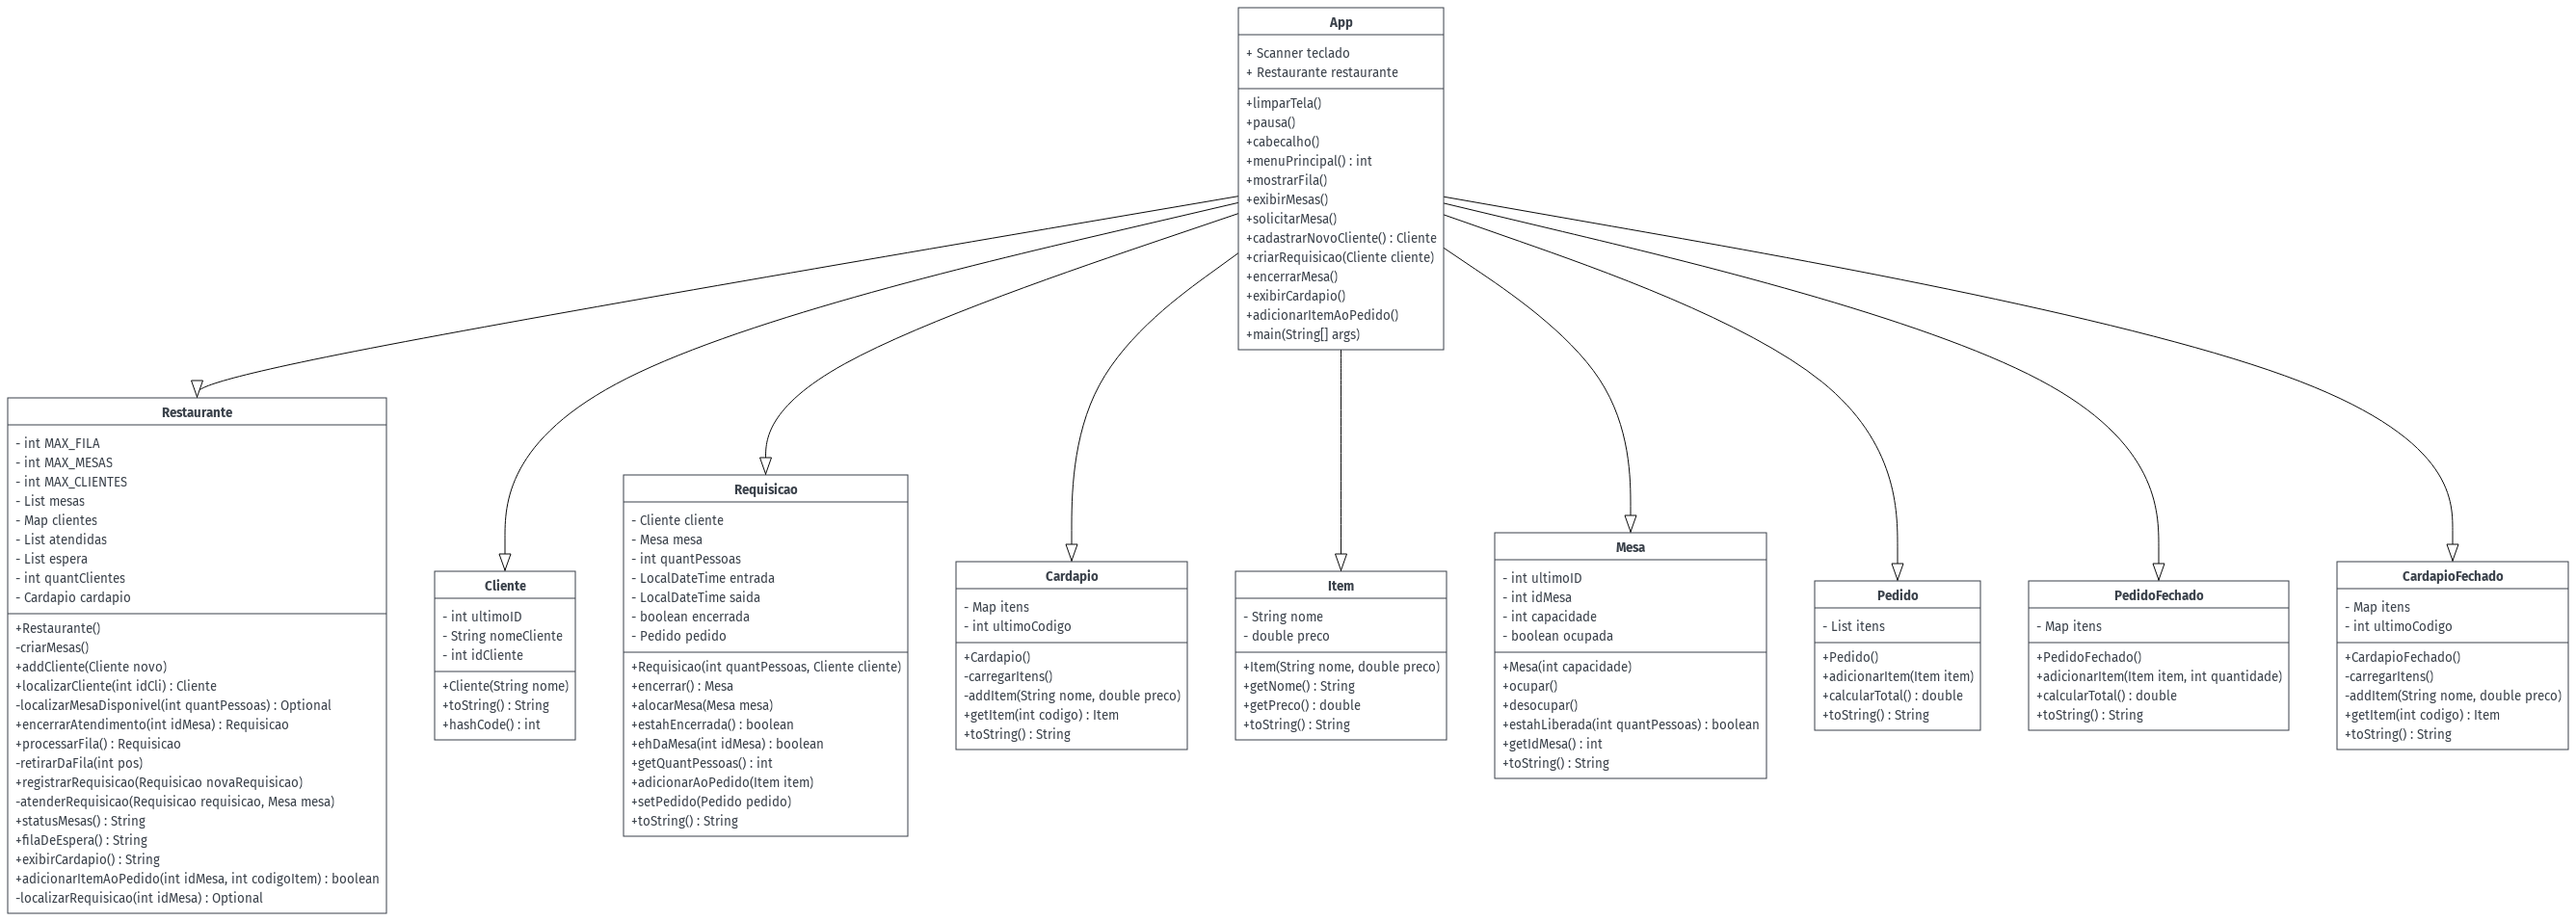 App
+ Scanner teclado
+ Restaurante restaurante
+limparTela()
+pausa()
+cabecalho()
+menuPrincipal() : int
+mostrarFila()
+exibirMesas()
+solicitarMesa()
+cadastrarNovoCliente() : Cliente
+criarRequisicao(Cliente cliente)
+encerrarMesa()
+exibirCardapio()
+adicionarItemAoPedido()
+main(String[] args)
Restaurante
- int MAX_FILA
- int MAX_MESAS
- int MAX_CLIENTES
- List mesas
- Map clientes
- List atendidas
- List espera
- int quantClientes
- Cardapio cardapio
+Restaurante()
-criarMesas()
+addCliente(Cliente novo)
+localizarCliente(int idCli) : Cliente
-localizarMesaDisponivel(int quantPessoas) : Optional
+encerrarAtendimento(int idMesa) : Requisicao
+processarFila() : Requisicao
-retirarDaFila(int pos)
+registrarRequisicao(Requisicao novaRequisicao)
-atenderRequisicao(Requisicao requisicao, Mesa mesa)
+statusMesas() : String
+filaDeEspera() : String
+exibirCardapio() : String
+adicionarItemAoPedido(int idMesa, int codigoItem) : boolean
-localizarRequisicao(int idMesa) : Optional
Cliente
- int ultimoID
- String nomeCliente
- int idCliente
+Cliente(String nome)
+toString() : String
+hashCode() : int
Requisicao
- Cliente cliente
- Mesa mesa
- int quantPessoas
- LocalDateTime entrada
- LocalDateTime saida
- boolean encerrada
- Pedido pedido
+Requisicao(int quantPessoas, Cliente cliente)
+encerrar() : Mesa
+alocarMesa(Mesa mesa)
+estahEncerrada() : boolean
+ehDaMesa(int idMesa) : boolean
+getQuantPessoas() : int
+adicionarAoPedido(Item item)
+setPedido(Pedido pedido)
+toString() : String
Cardapio
- Map itens
- int ultimoCodigo
+Cardapio()
-carregarItens()
-addItem(String nome, double preco)
+getItem(int codigo) : Item
+toString() : String
Item
- String nome
- double preco
+Item(String nome, double preco)
+getNome() : String
+getPreco() : double
+toString() : String
Mesa
- int ultimoID
- int idMesa
- int capacidade
- boolean ocupada
+Mesa(int capacidade)
+ocupar()
+desocupar()
+estahLiberada(int quantPessoas) : boolean
+getIdMesa() : int
+toString() : String
Pedido
- List itens
+Pedido()
+adicionarItem(Item item)
+calcularTotal() : double
+toString() : String
PedidoFechado
- Map itens
+PedidoFechado()
+adicionarItem(Item item, int quantidade)
+calcularTotal() : double
+toString() : String
CardapioFechado
- Map itens
- int ultimoCodigo
+CardapioFechado()
-carregarItens()
-addItem(String nome, double preco)
+getItem(int codigo) : Item
+toString() : String